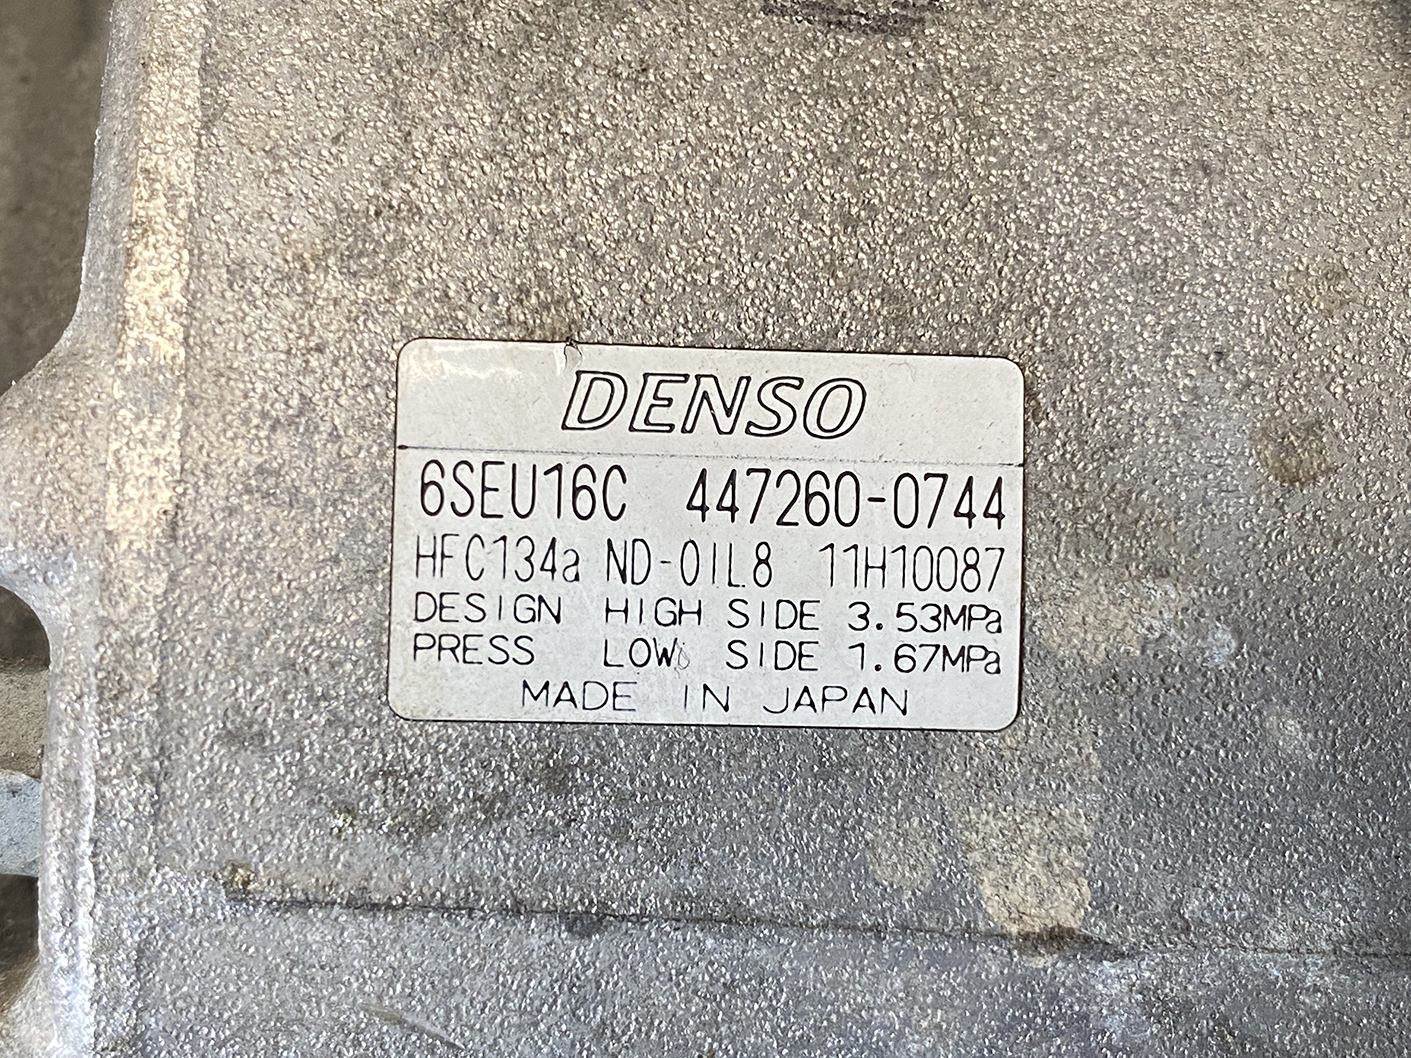 DENSO
6SEU16C 447260-0744
HFC134a ND-OIL8 11H10087
DESIGN HIGH SIDE 3.53MPa
PRESS LOW SIDE 1.67MPa
MADE IN JAPAN